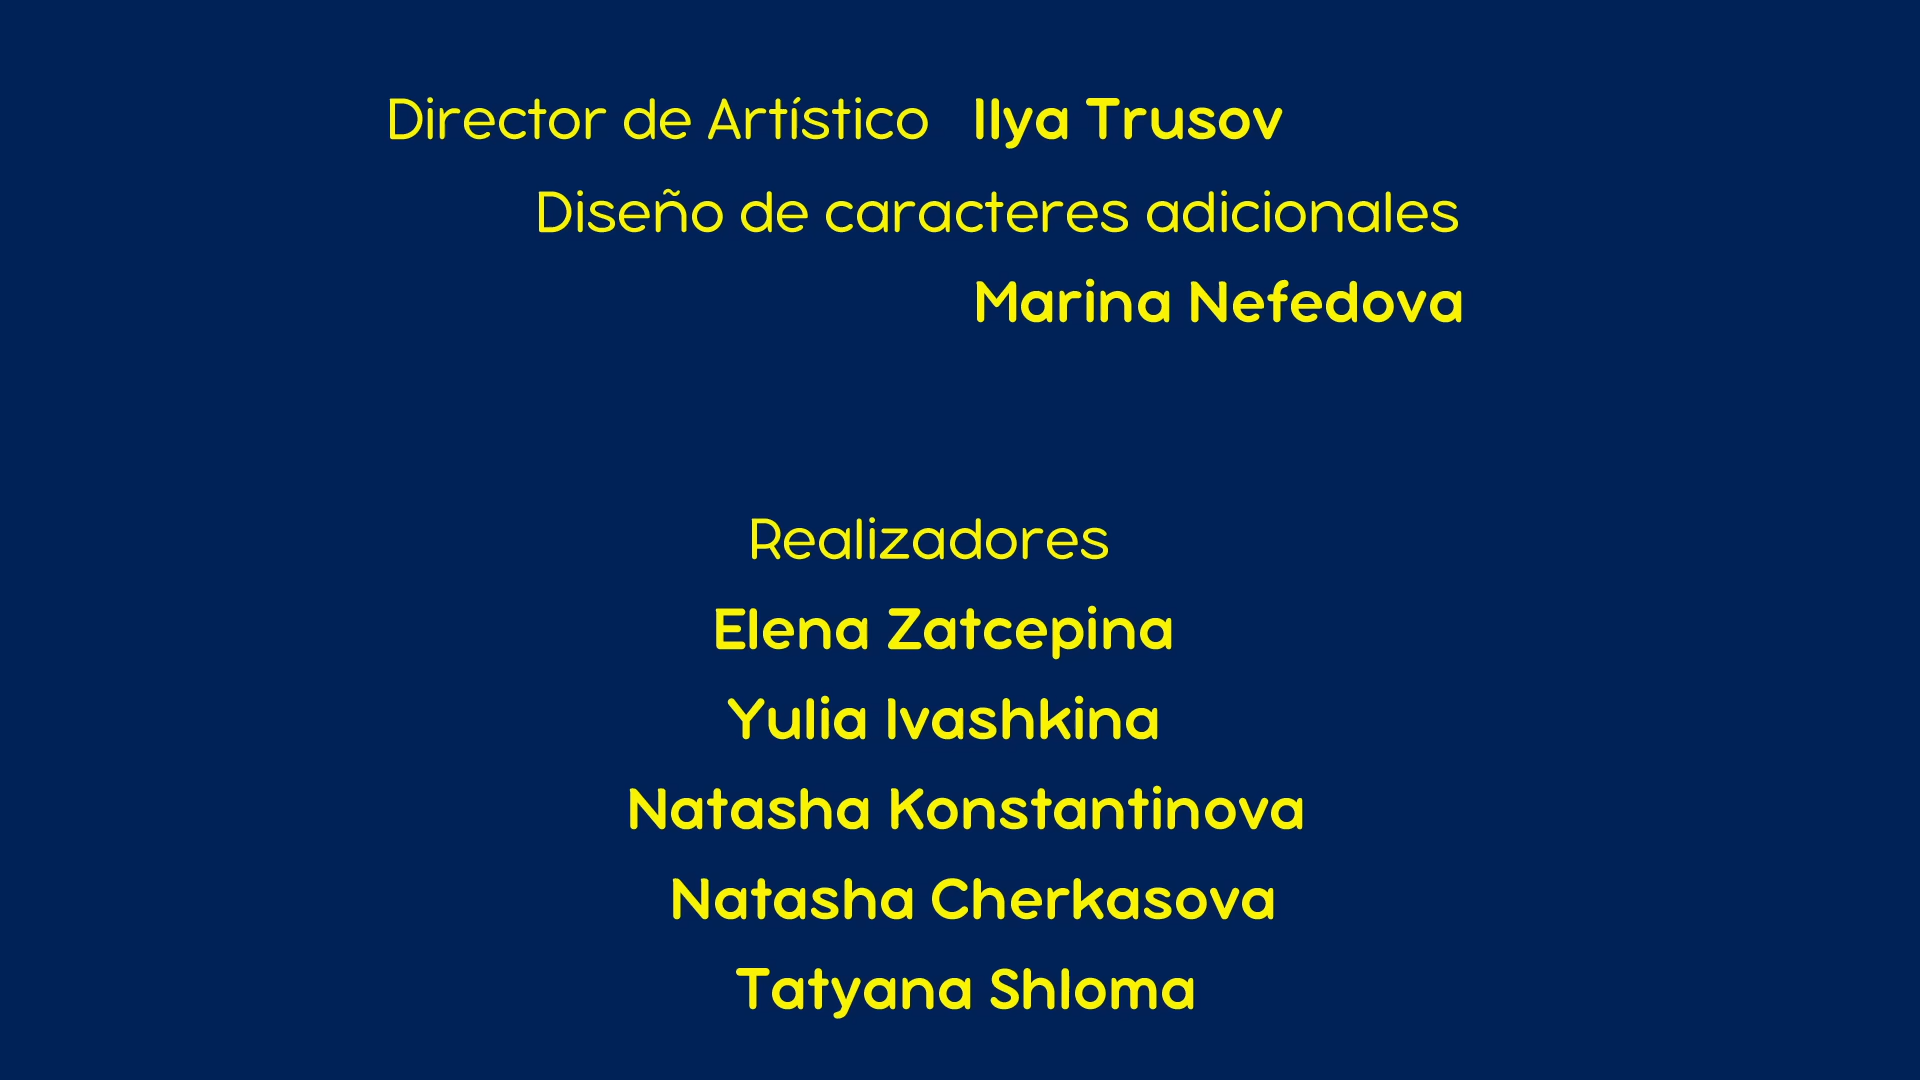 Director de Artístico Ilya Trusov
Diseño de caracteres adicionales
Marina Nefedova
Realizadores
Elena Zatcepina
Yulia Ivashkina
Natasha Konstantinova
Natasha Cherkasova
Tatyana Shloma